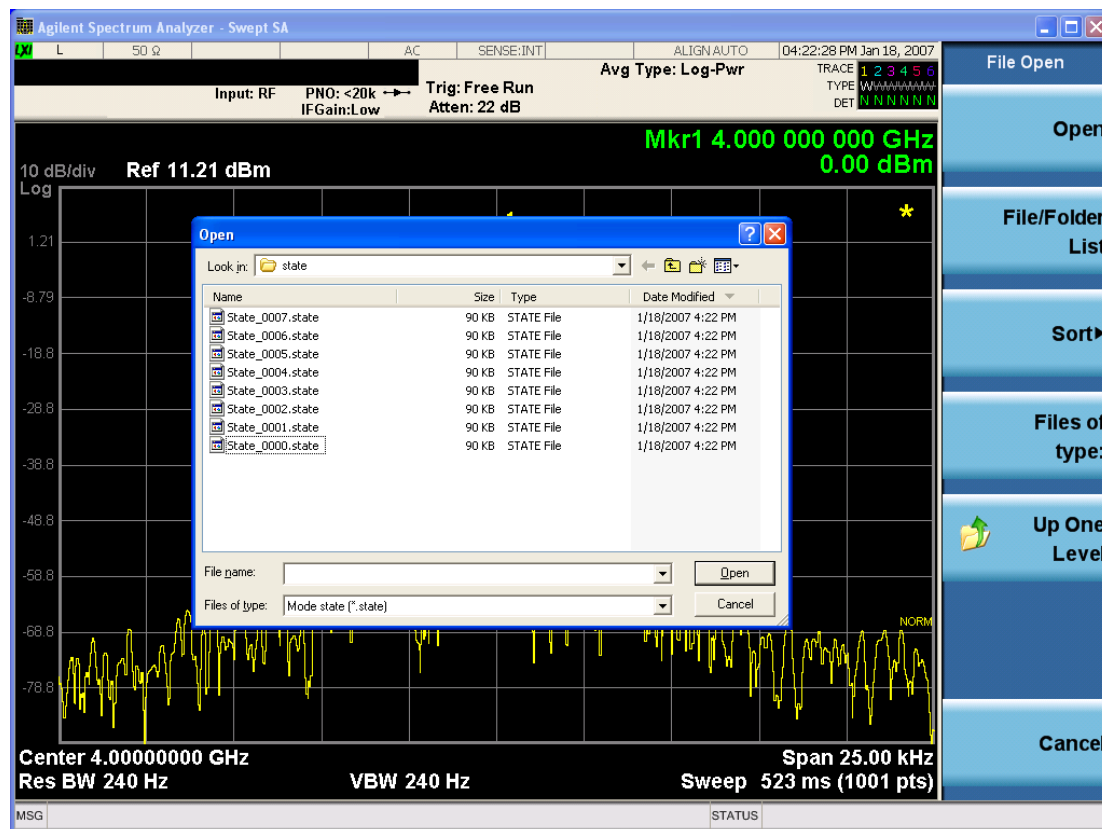 Agilent Spectrum Analyzer - Swept SA
LXI L 50 Ω AC SENSE:INT ALIGN AUTO 04:22:28 PM Jan 18, 2007
Input: RF PNO: <20k Trig: Free Run Avg Type: Log-Pwr TRACE 1 2 3 4 5 6
IFGain:Low Atten: 22 dB TYPE WWWWWW
DET N N N N N N
Mkr1 4.000 000 000 GHz
0.00 dBm
10 dB/div Ref 11.21 dBm
Log
1.21
-8.79
-18.8
-28.8
-38.8
-48.8
-58.8
-68.8
-78.8
1
*
NORM
Open
Look in: state
Name Size Type Date Modified
State_0007.state 90 KB STATE File 1/18/2007 4:22 PM
State_0006.state 90 KB STATE File 1/18/2007 4:22 PM
State_0005.state 90 KB STATE File 1/18/2007 4:22 PM
State_0004.state 90 KB STATE File 1/18/2007 4:22 PM
State_0003.state 90 KB STATE File 1/18/2007 4:22 PM
State_0002.state 90 KB STATE File 1/18/2007 4:22 PM
State_0001.state 90 KB STATE File 1/18/2007 4:22 PM
State_0000.state 90 KB STATE File 1/18/2007 4:22 PM
File name: Open
Files of type: Mode state (*.state) Cancel
Center 4.00000000 GHz Span 25.00 kHz
Res BW 240 Hz VBW 240 Hz Sweep 523 ms (1001 pts)
MSG STATUS
File Open
Open
File/Folder
List
Sort
Files of
type:
Up One
Level
Cancel